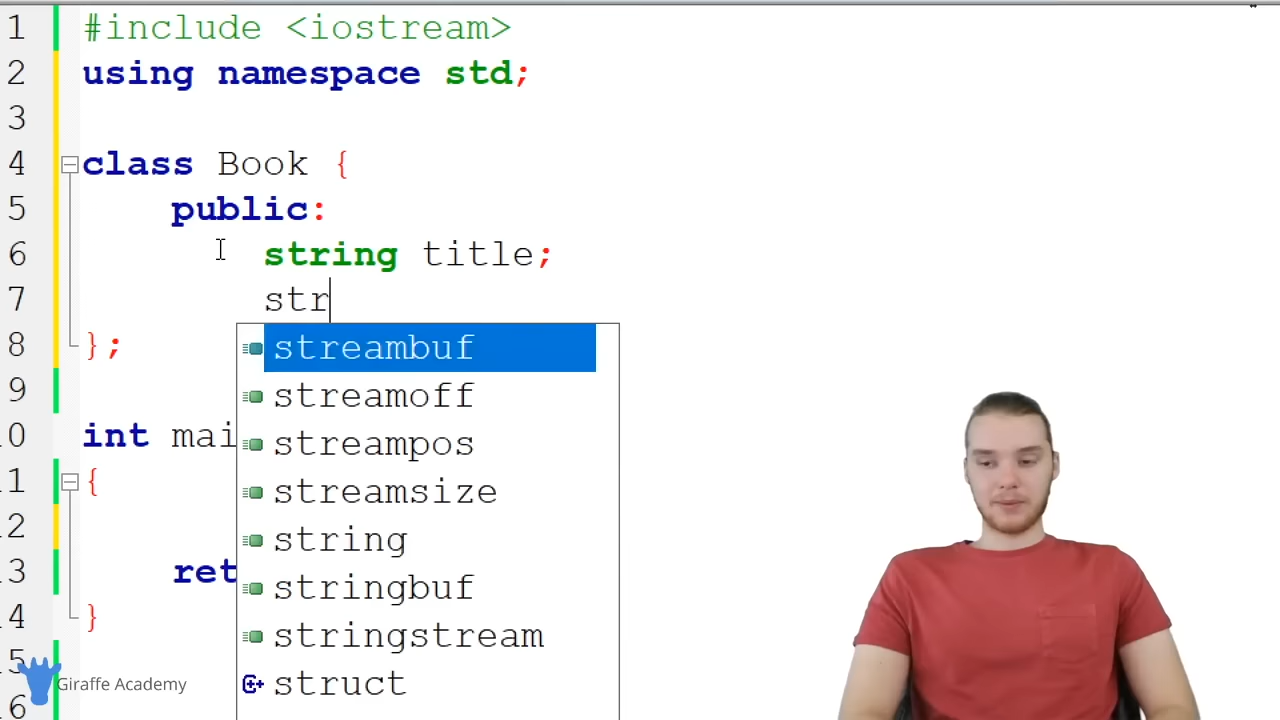 1 #include <iostream>
2 using namespace std;
3
4 class Book {
5 public:
6 string title;
7 str
8 };
streambuf
streamoff
streampos
streamsize
string
stringbuf
stringstream
struct
9
10 int mai
11 {
12
13 ret
14 }
15
16
Giraffe Academy